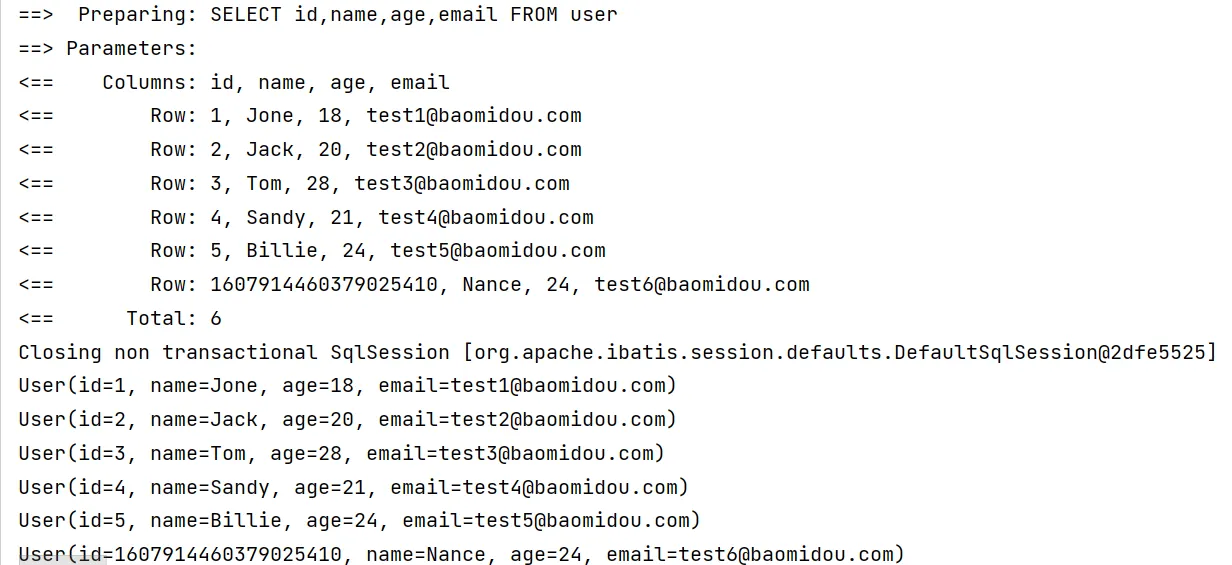 ==>  Preparing: SELECT id,name,age,email FROM user
==> Parameters:
<==    Columns: id, name, age, email
<==        Row: 1, Jone, 18, test1@baomidou.com
<==        Row: 2, Jack, 20, test2@baomidou.com
<==        Row: 3, Tom, 28, test3@baomidou.com
<==        Row: 4, Sandy, 21, test4@baomidou.com
<==        Row: 5, Billie, 24, test5@baomidou.com
<==        Row: 1607914460379025410, Nance, 24, test6@baomidou.com
<==      Total: 6
Closing non transactional SqlSession [org.apache.ibatis.session.defaults.DefaultSqlSession@2dfe5525]
User(id=1, name=Jone, age=18, email=test1@baomidou.com)
User(id=2, name=Jack, age=20, email=test2@baomidou.com)
User(id=3, name=Tom, age=28, email=test3@baomidou.com)
User(id=4, name=Sandy, age=21, email=test4@baomidou.com)
User(id=5, name=Billie, age=24, email=test5@baomidou.com)
User(id=1607914460379025410, name=Nance, age=24, email=test6@baomidou.com)